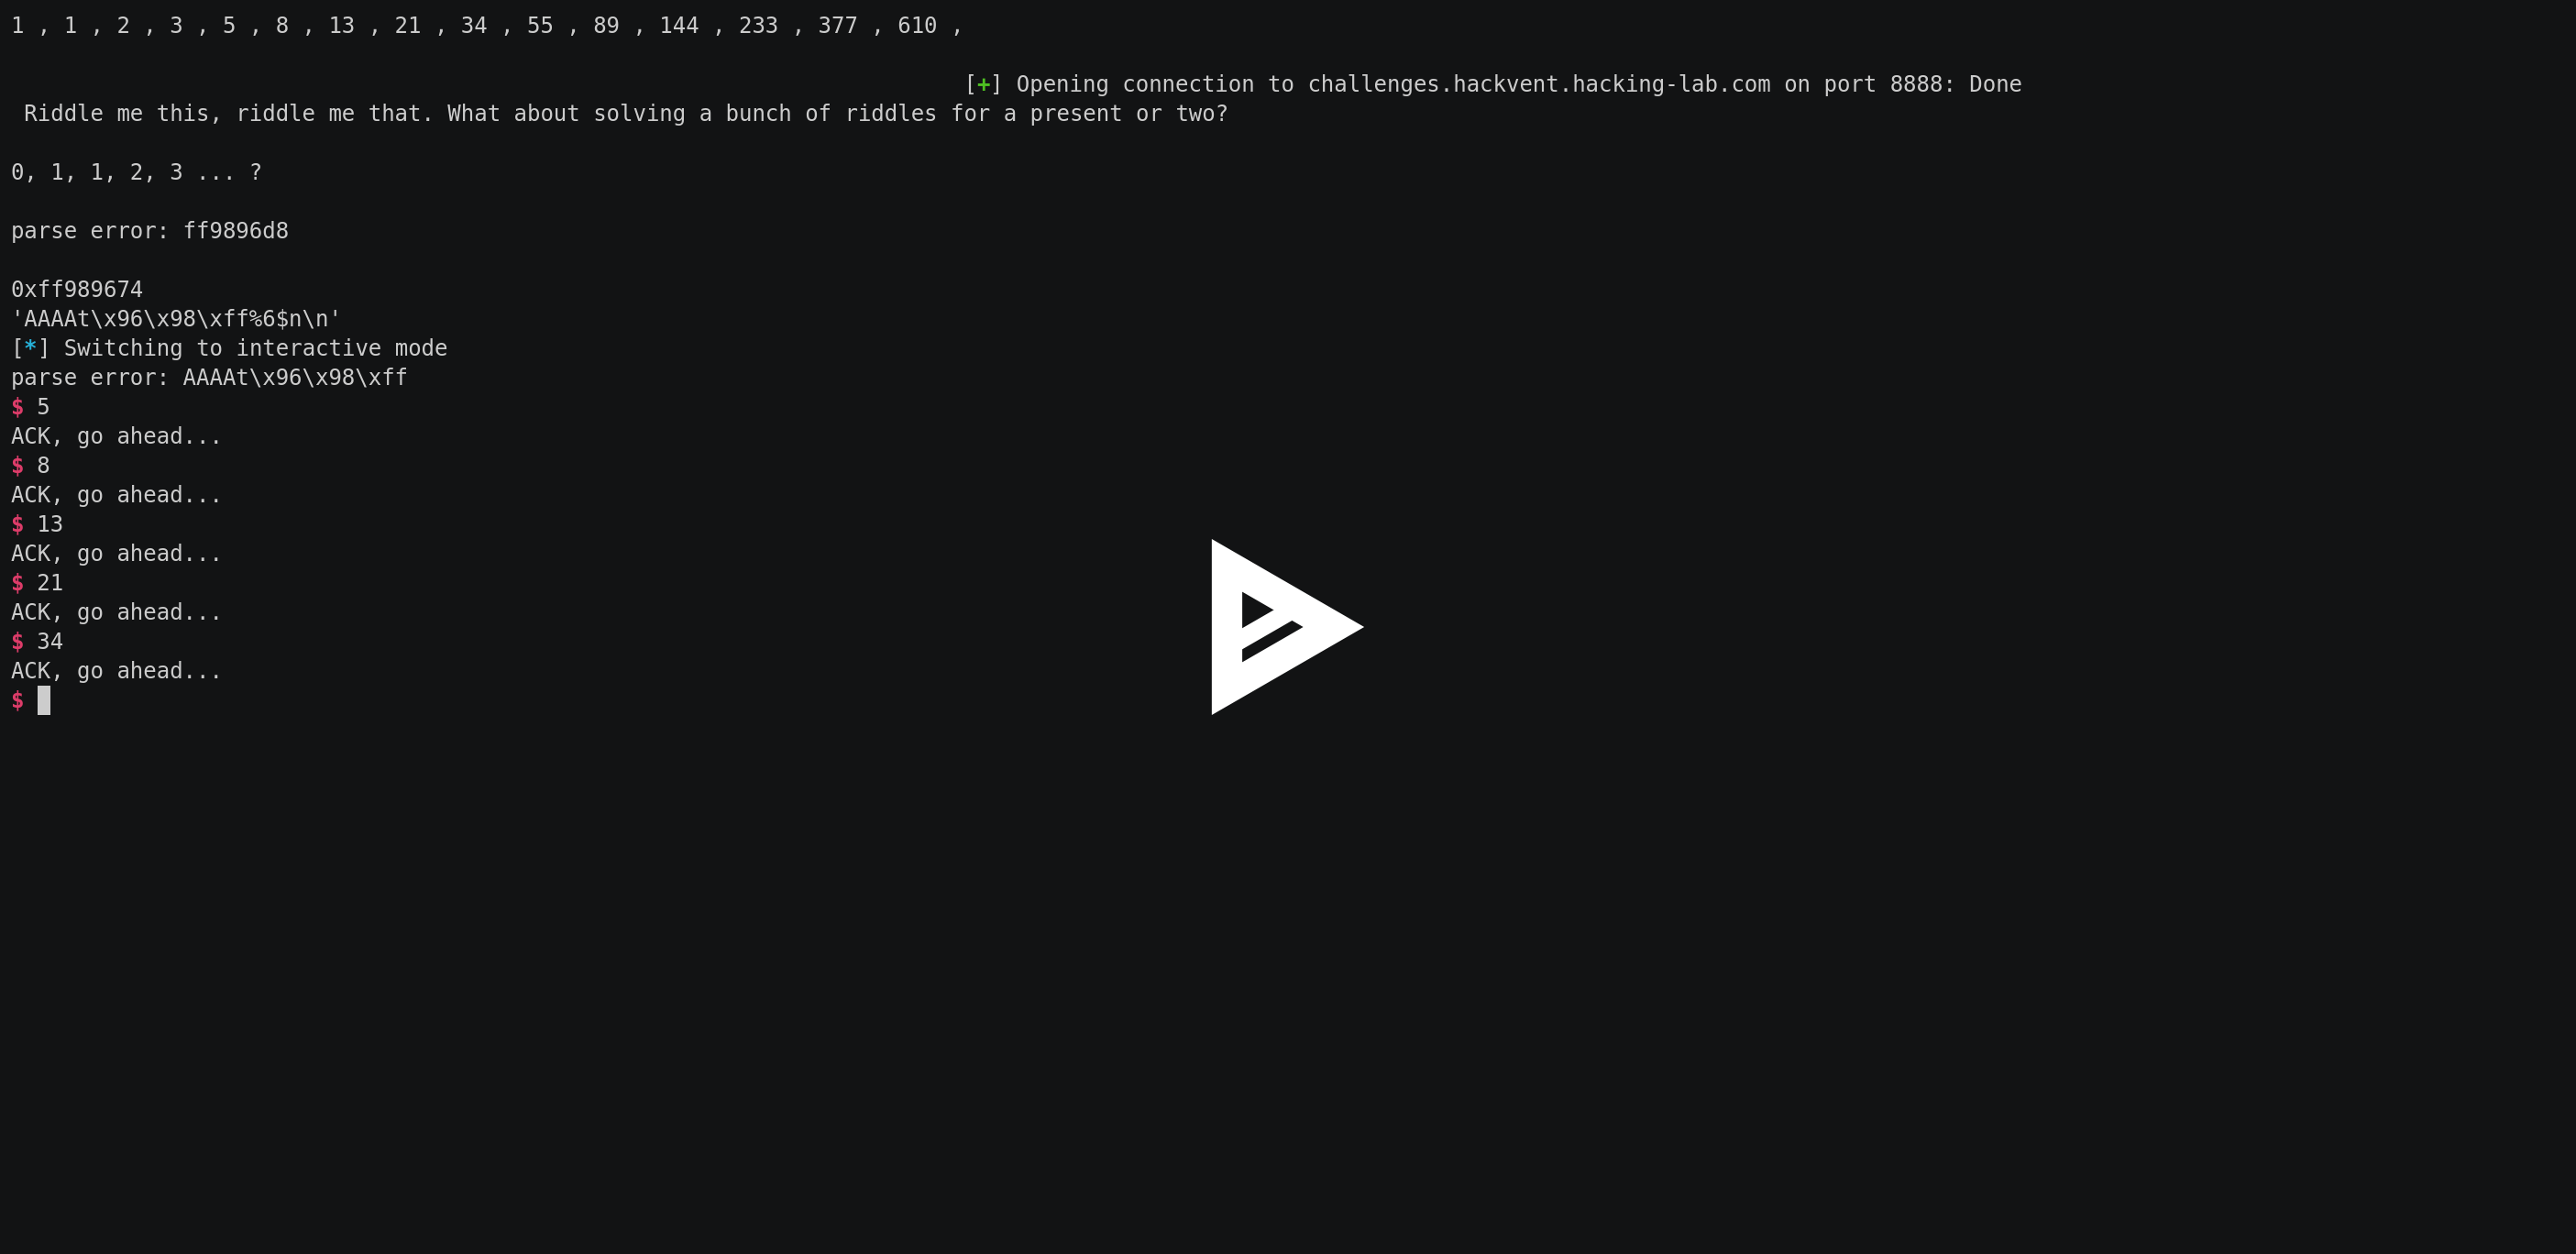 1 , 1 , 2 , 3 , 5 , 8 , 13 , 21 , 34 , 55 , 89 , 144 , 233 , 377 , 610 ,
[+] Opening connection to challenges.hackvent.hacking-lab.com on port 8888: Done
Riddle me this, riddle me that. What about solving a bunch of riddles for a present or two?
0, 1, 1, 2, 3 ... ?
parse error: ff9896d8
0xff989674
'AAAAt\x96\x98\xff%6$n\n'
[*] Switching to interactive mode
parse error: AAAAt\x96\x98\xff
$ 5
ACK, go ahead...
$ 8
ACK, go ahead...
$ 13
ACK, go ahead...
$ 21
ACK, go ahead...
$ 34
ACK, go ahead...
$